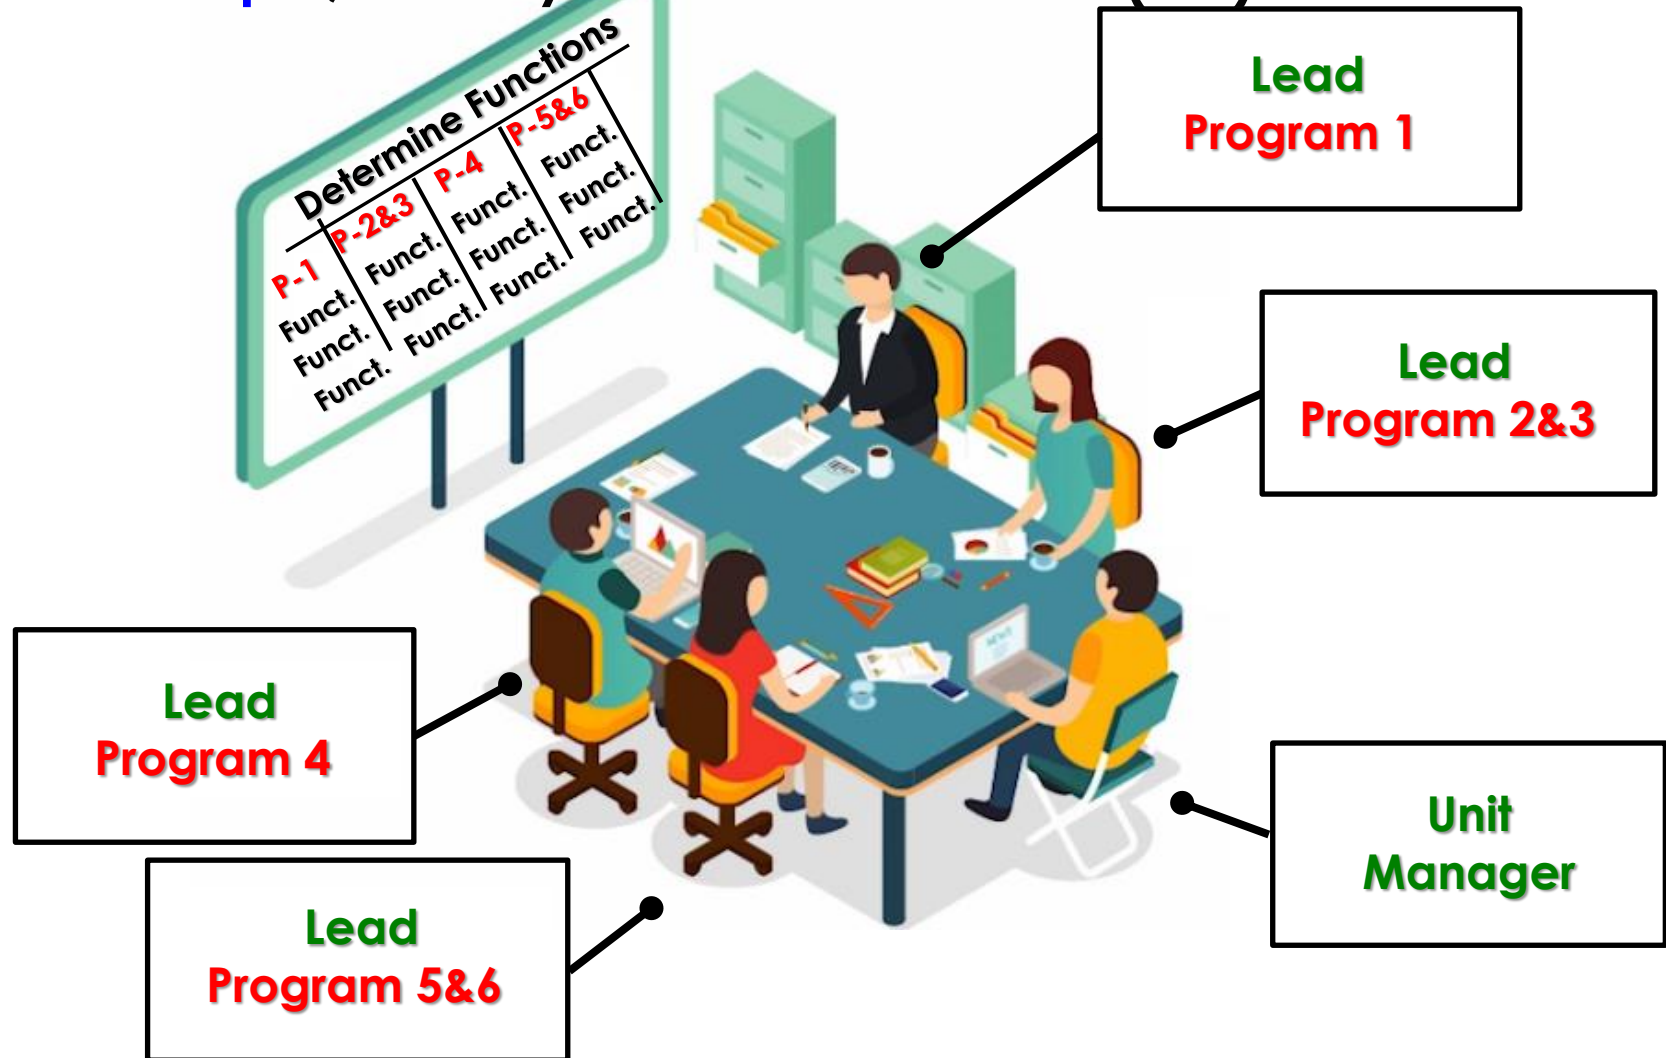 Determine Functions
P-1
P-2&3
P-4
P-5&6
Funct.
Funct.
Funct.
Funct.
Funct.
Funct.
Funct.
Funct.
Funct.
Funct.
Funct.
Funct.
Lead
Program 1
Lead
Program 2&3
Lead
Program 4
Unit
Manager
Lead
Program 5&6